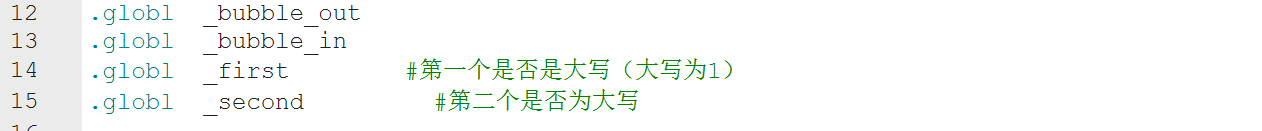 12 .globl _bubble_out
13 .globl _bubble_in
14 .globl _first #第一个是否是大写（大写为1）
15 .globl _second #第二个是否为大写